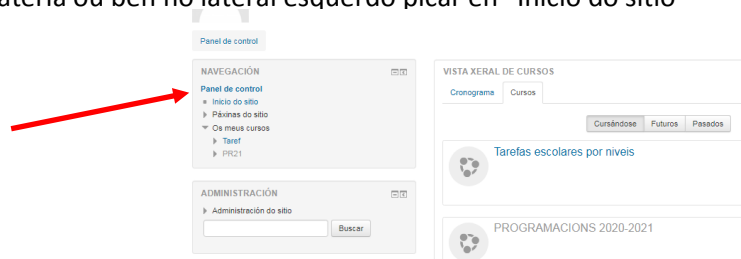 ou ben no lateral esquerdo picar en "Inicio do sitio"
Panel de control
NAVEGACIÓN
Panel de control
Inicio do sitio
Páxinas do sitio
Os meus cursos
Taref
PR21
ADMINISTRACIÓN
Administración do sitio
Buscar
VISTA XERAL DE CURSOS
Cronograma Cursos
Cursándose Futuros Pasados
Tarefas escolares por niveis
PROGRAMACIONS 2020-2021